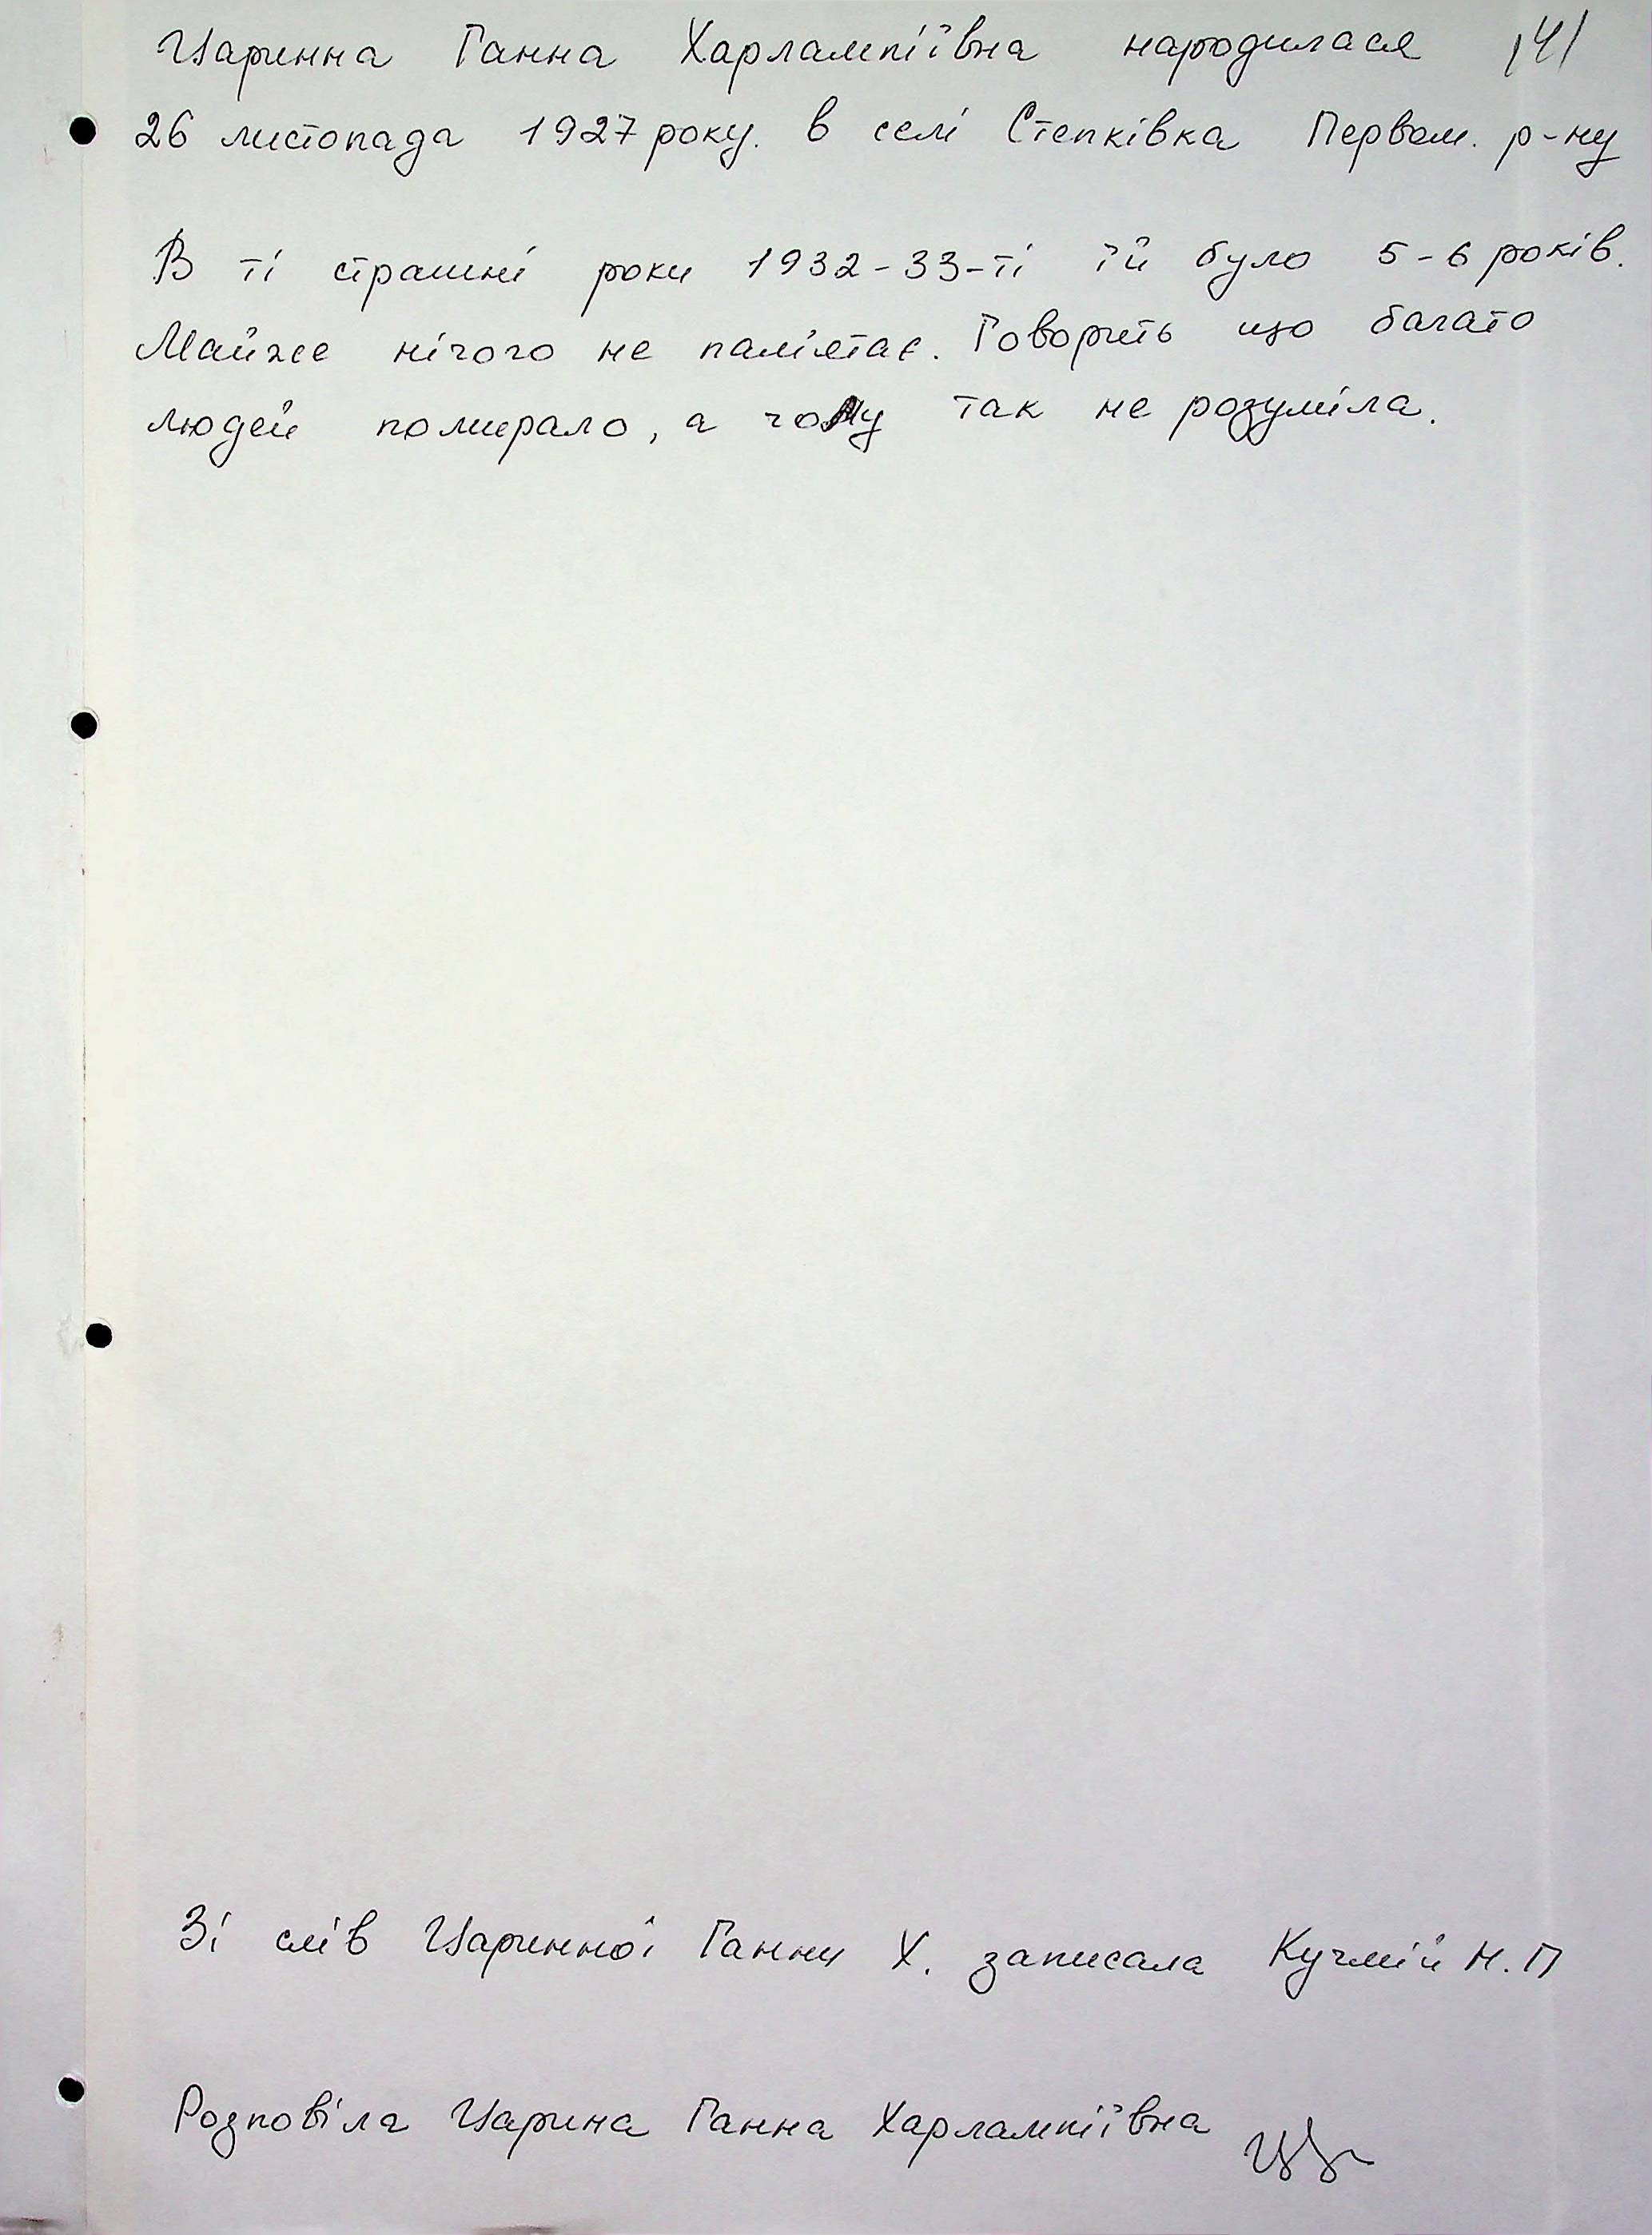 Царинна Ганна Харлампіївна народилася 141
26 листопада 1927 року. в селі Степківка Первом. р-ну
В ті страшні роки 1932-33-ті їй було 5-6 років.
Майже нічого не пам'ятає. Говорить що багато
людей помирало, а чому так не розуміла.
Зі слів Царинної Ганни Х. записала Кучмій Н.П
Розповіла Царина Ганна Харлампіївна